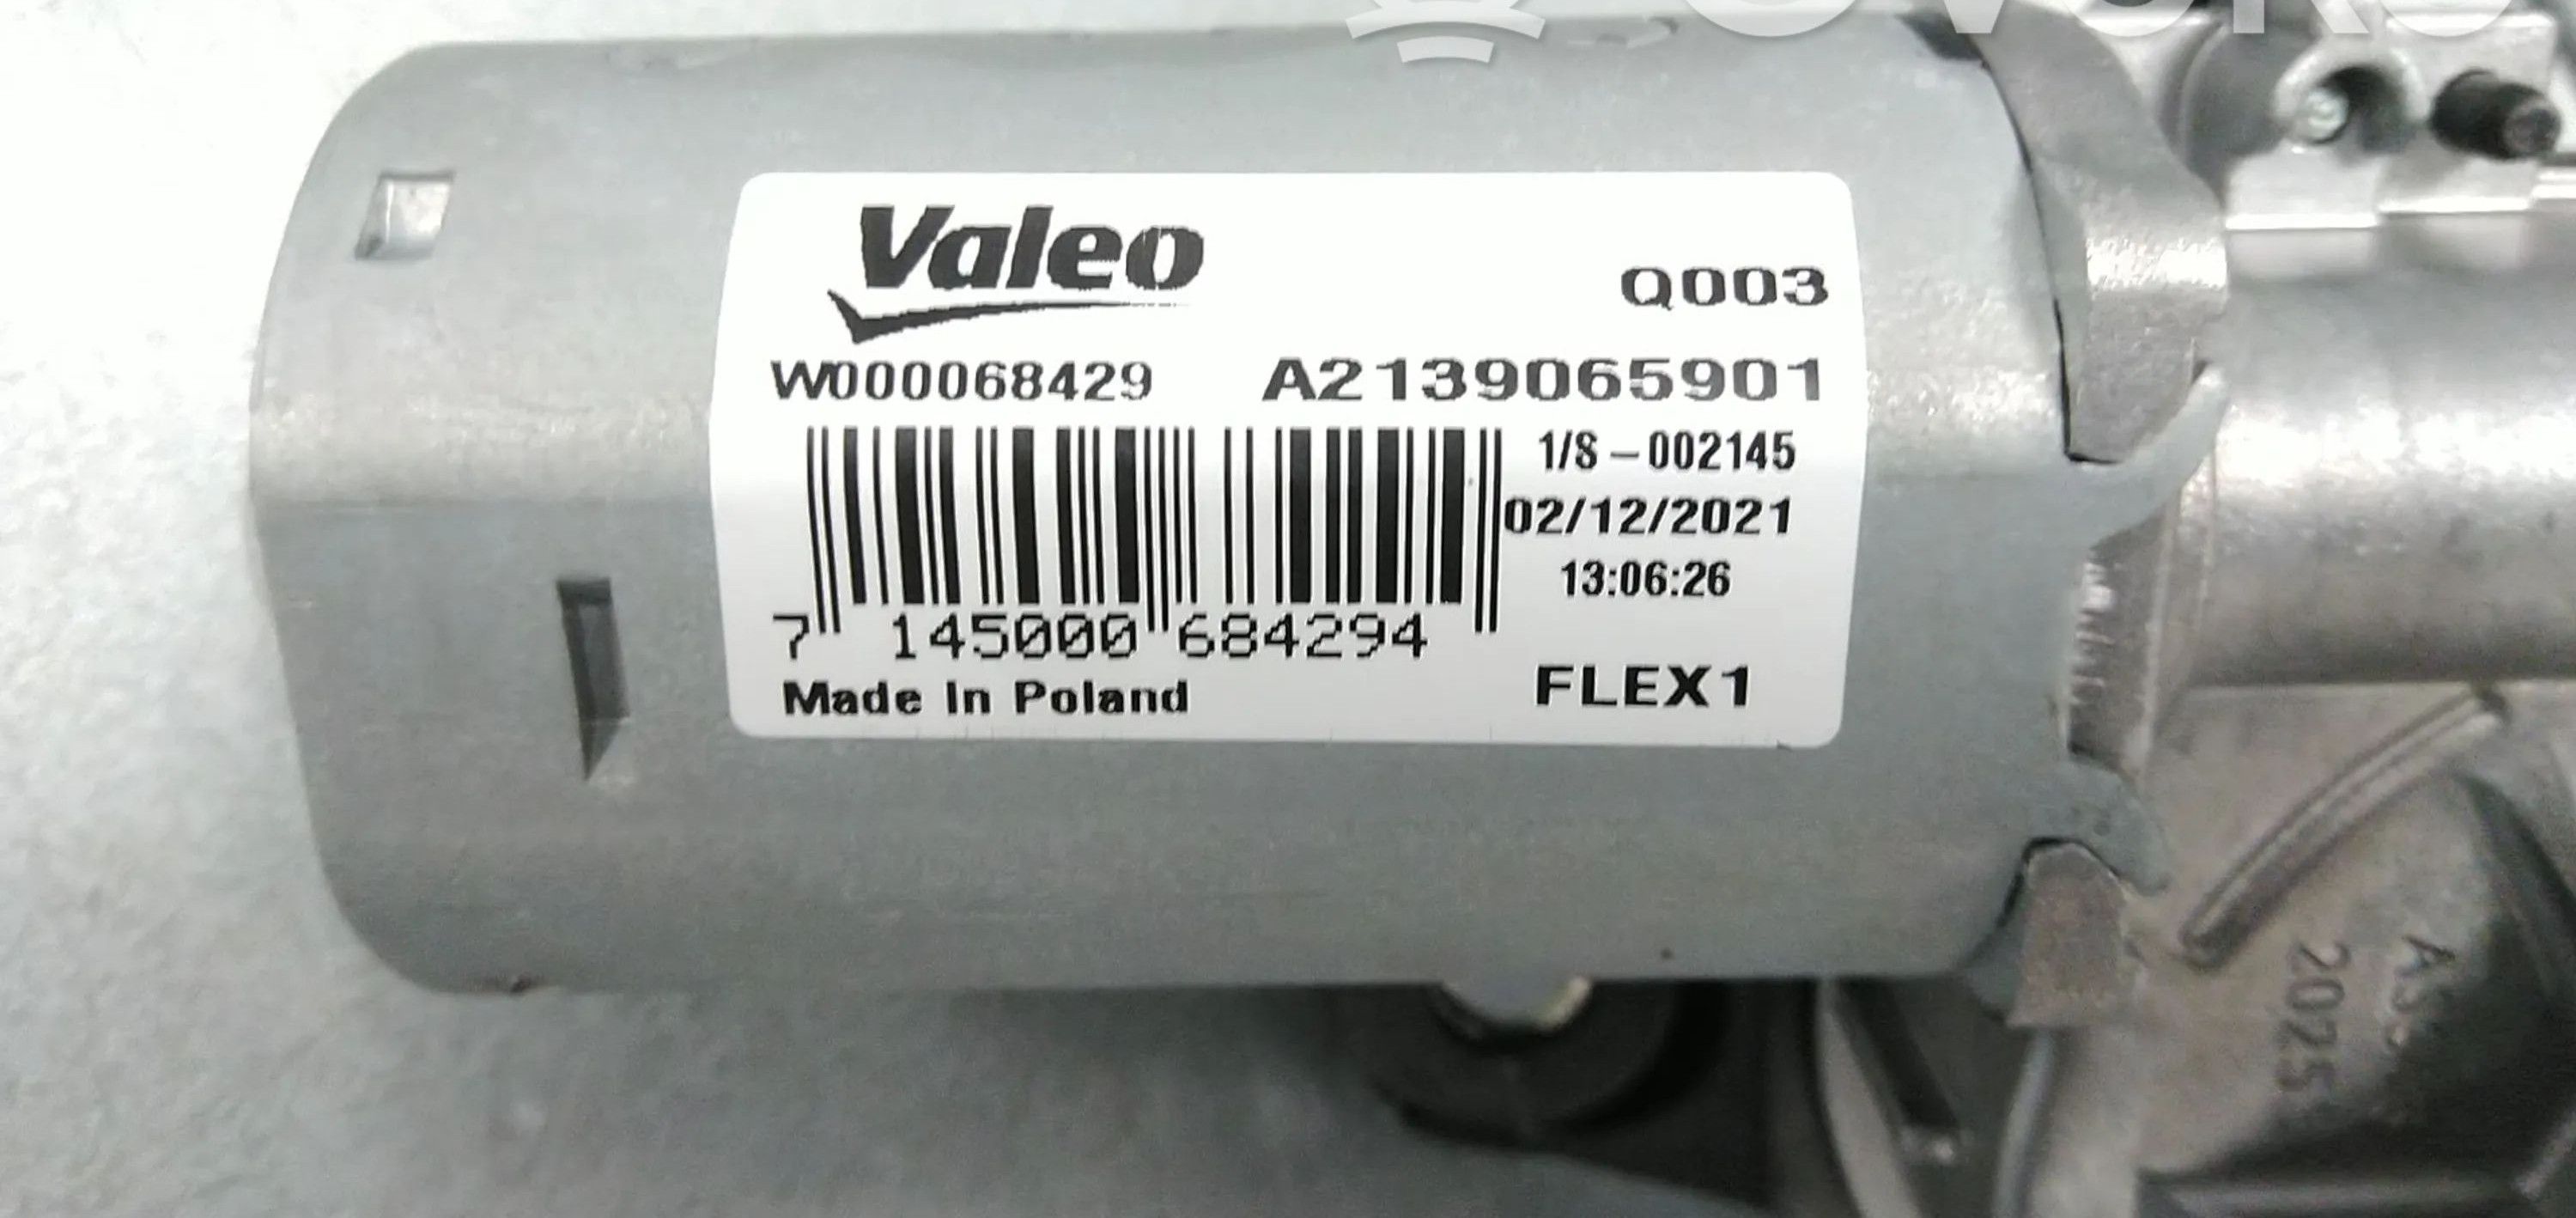 Valeo
Q003
W000068429 A2139065901
1/8-002145
02/12/2021
13:06:26
7 145000 684294
Made In Poland
FLEX1
2025